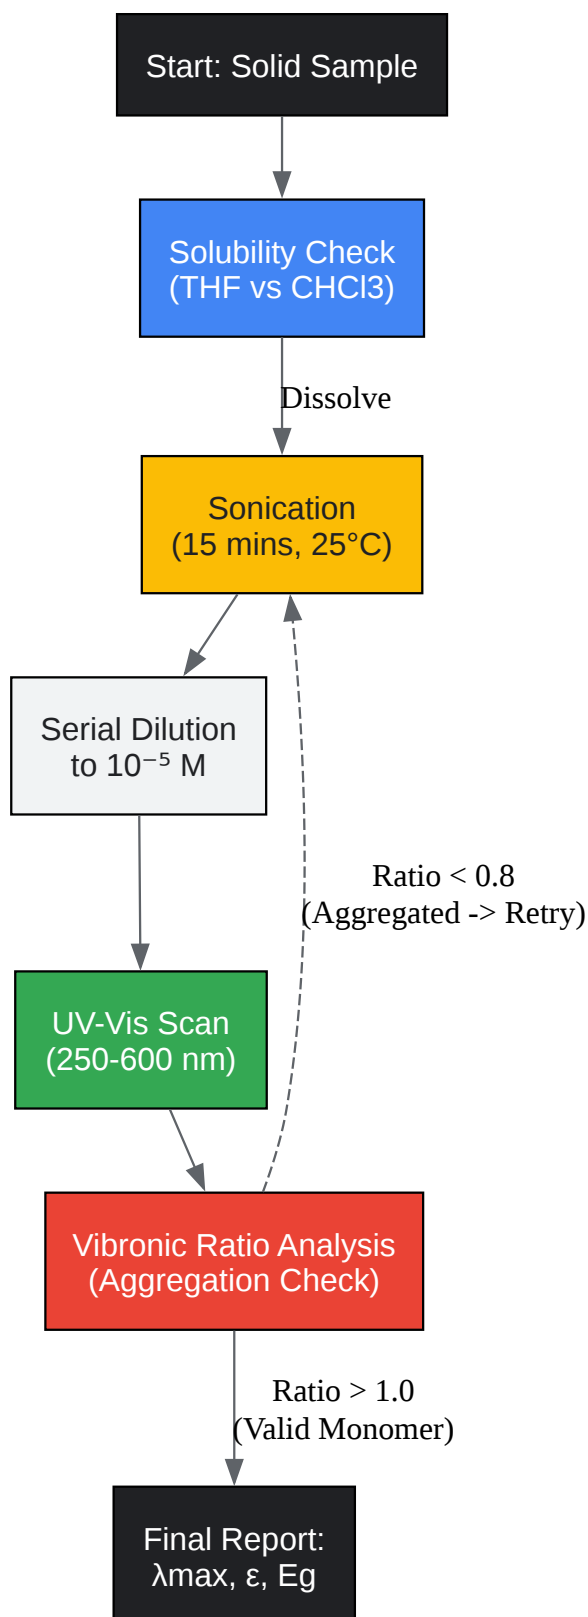 Start: Solid Sample
Solubility Check
(THF vs CHCl3)
Dissolve
Sonication
(15 mins, 25°C)
Serial Dilution
to 10⁻⁵ M
Ratio < 0.8
(Aggregated -> Retry)
UV-Vis Scan
(250-600 nm)
Vibronic Ratio Analysis
(Aggregation Check)
Ratio > 1.0
(Valid Monomer)
Final Report:
λmax, ε, Eg